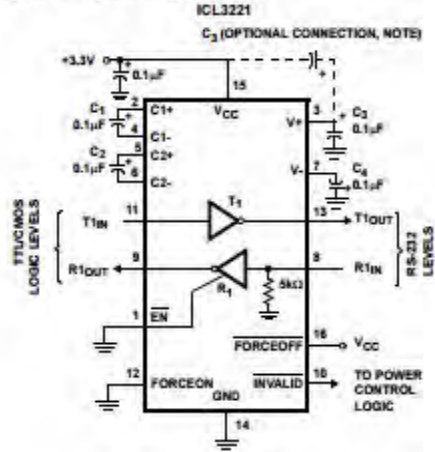 ICL3221
C3 (OPTIONAL CONNECTION, NOTE)
+3.3V
0.1µF
15
C1
0.1µF
2
C1+
4
C1-
VCC
3
V+
C3
0.1µF
C2
0.1µF
5
C2+
6
C2-
V-
7
C4
0.1µF
TTL/CMOS
LOGIC LEVELS
T1IN
11
T1
13
T1OUT
R1OUT
9
R1
8
R1IN
5kΩ
RS-232
LEVELS
1
EN
FORCEOFF
16
VCC
12
FORCEON
INVALID
10
TO POWER
CONTROL
LOGIC
GND
14